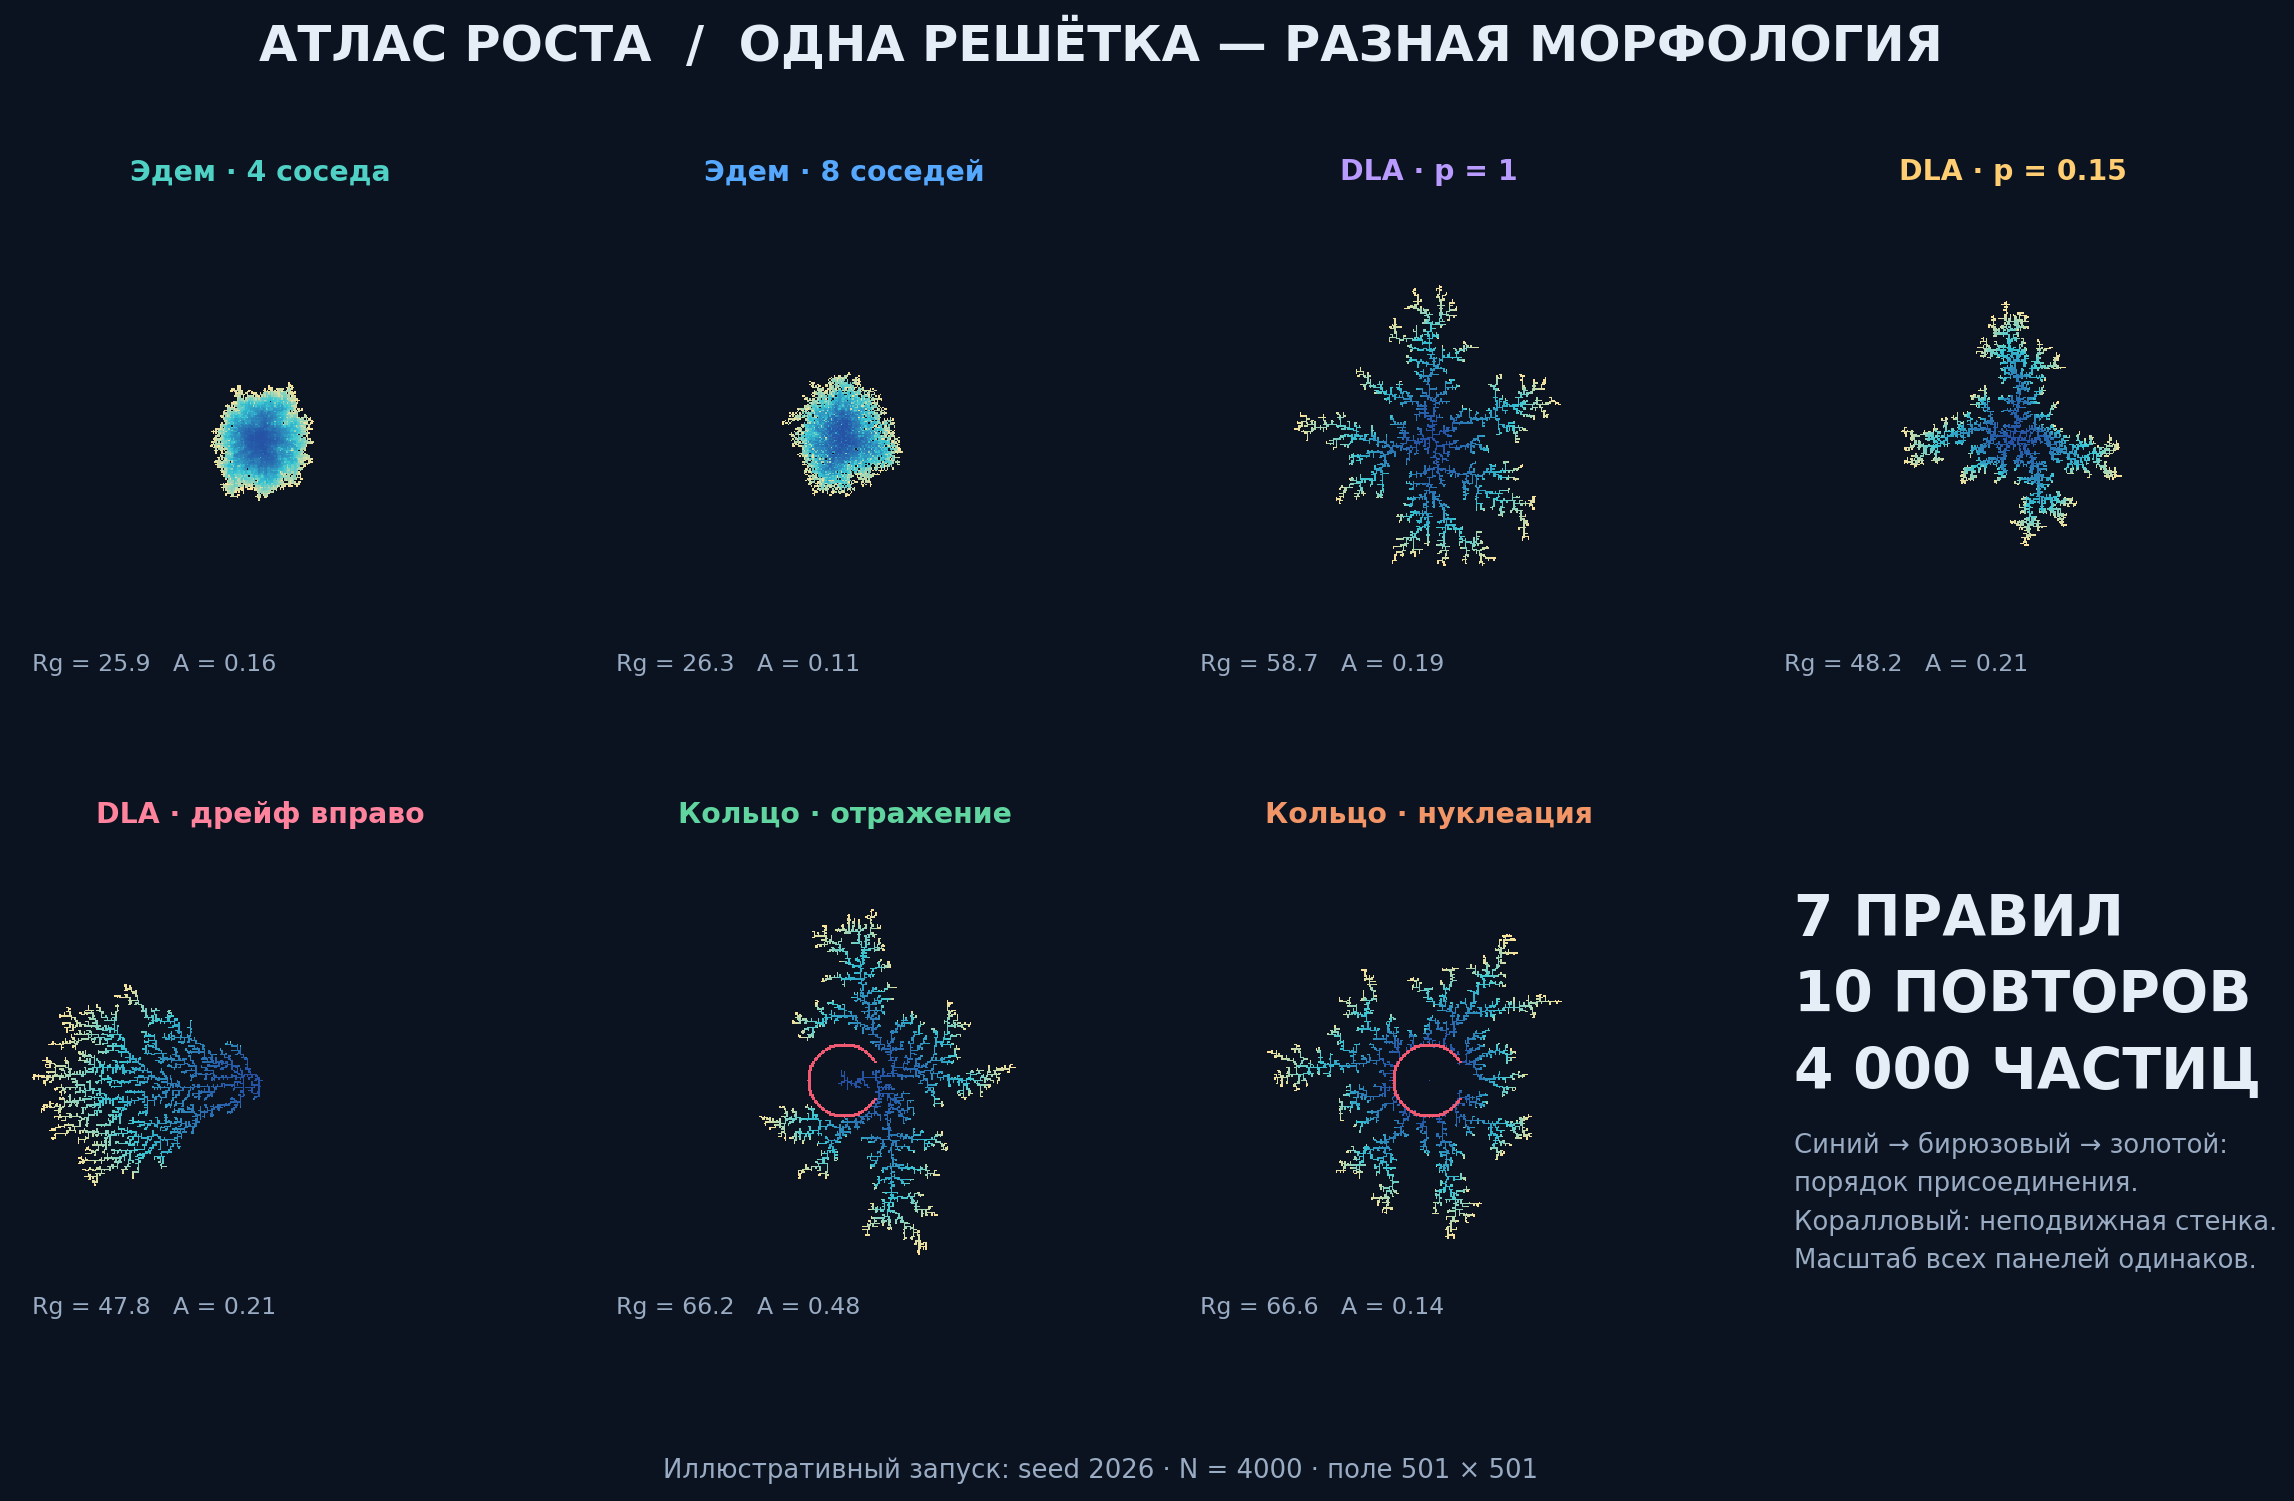 АТЛАС РОСТА / ОДНА РЕШЁТКА — РАЗНАЯ МОРФОЛОГИЯ
Эдем · 4 соседа
Эдем · 8 соседей
DLA · p = 1
DLA · p = 0.15
Rg = 25.9 A = 0.16
Rg = 26.3 A = 0.11
Rg = 58.7 A = 0.19
Rg = 48.2 A = 0.21
DLA · дрейф вправо
Кольцо · отражение
Кольцо · нуклеация
7 ПРАВИЛ
10 ПОВТОРОВ
4 000 ЧАСТИЦ
Синий → бирюзовый → золотой:
порядок присоединения.
Коралловый: неподвижная стенка.
Масштаб всех панелей одинаков.
Rg = 47.8 A = 0.21
Rg = 66.2 A = 0.48
Rg = 66.6 A = 0.14
Иллюстративный запуск: seed 2026 · N = 4000 · поле 501 × 501